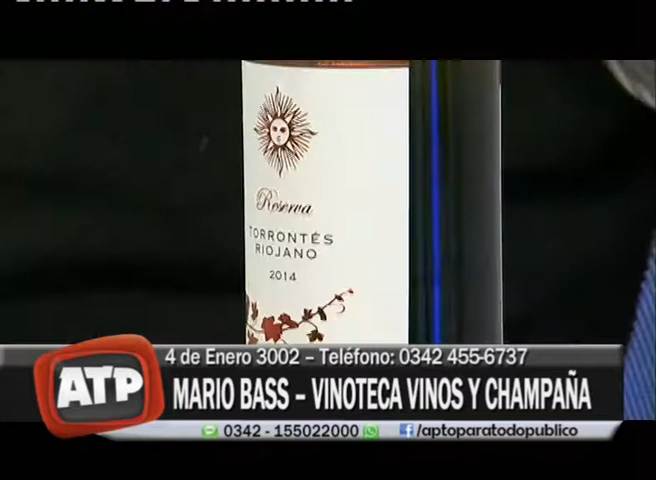 Reserva
TORRONTÉS
RIOJANO
2014
4 de Enero 3002 - Teléfono: 0342 455-6737
ATP
MARIO BASS – VINOTECA VINOS Y CHAMPAÑA
0342 - 155022000
/aptoparatodopublico